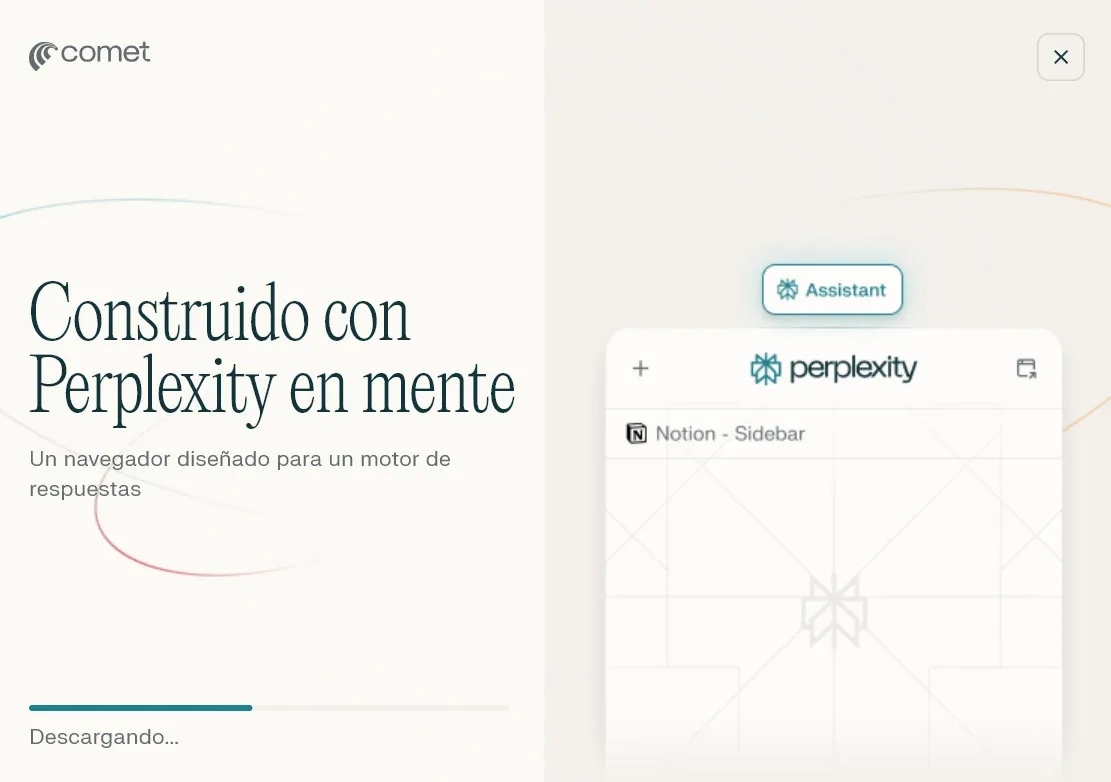 comet
Construido con
Perplexity en mente
Un navegador diseñado para un motor de
respuestas
Descargando...
Assistant
perplexity
Notion - Sidebar